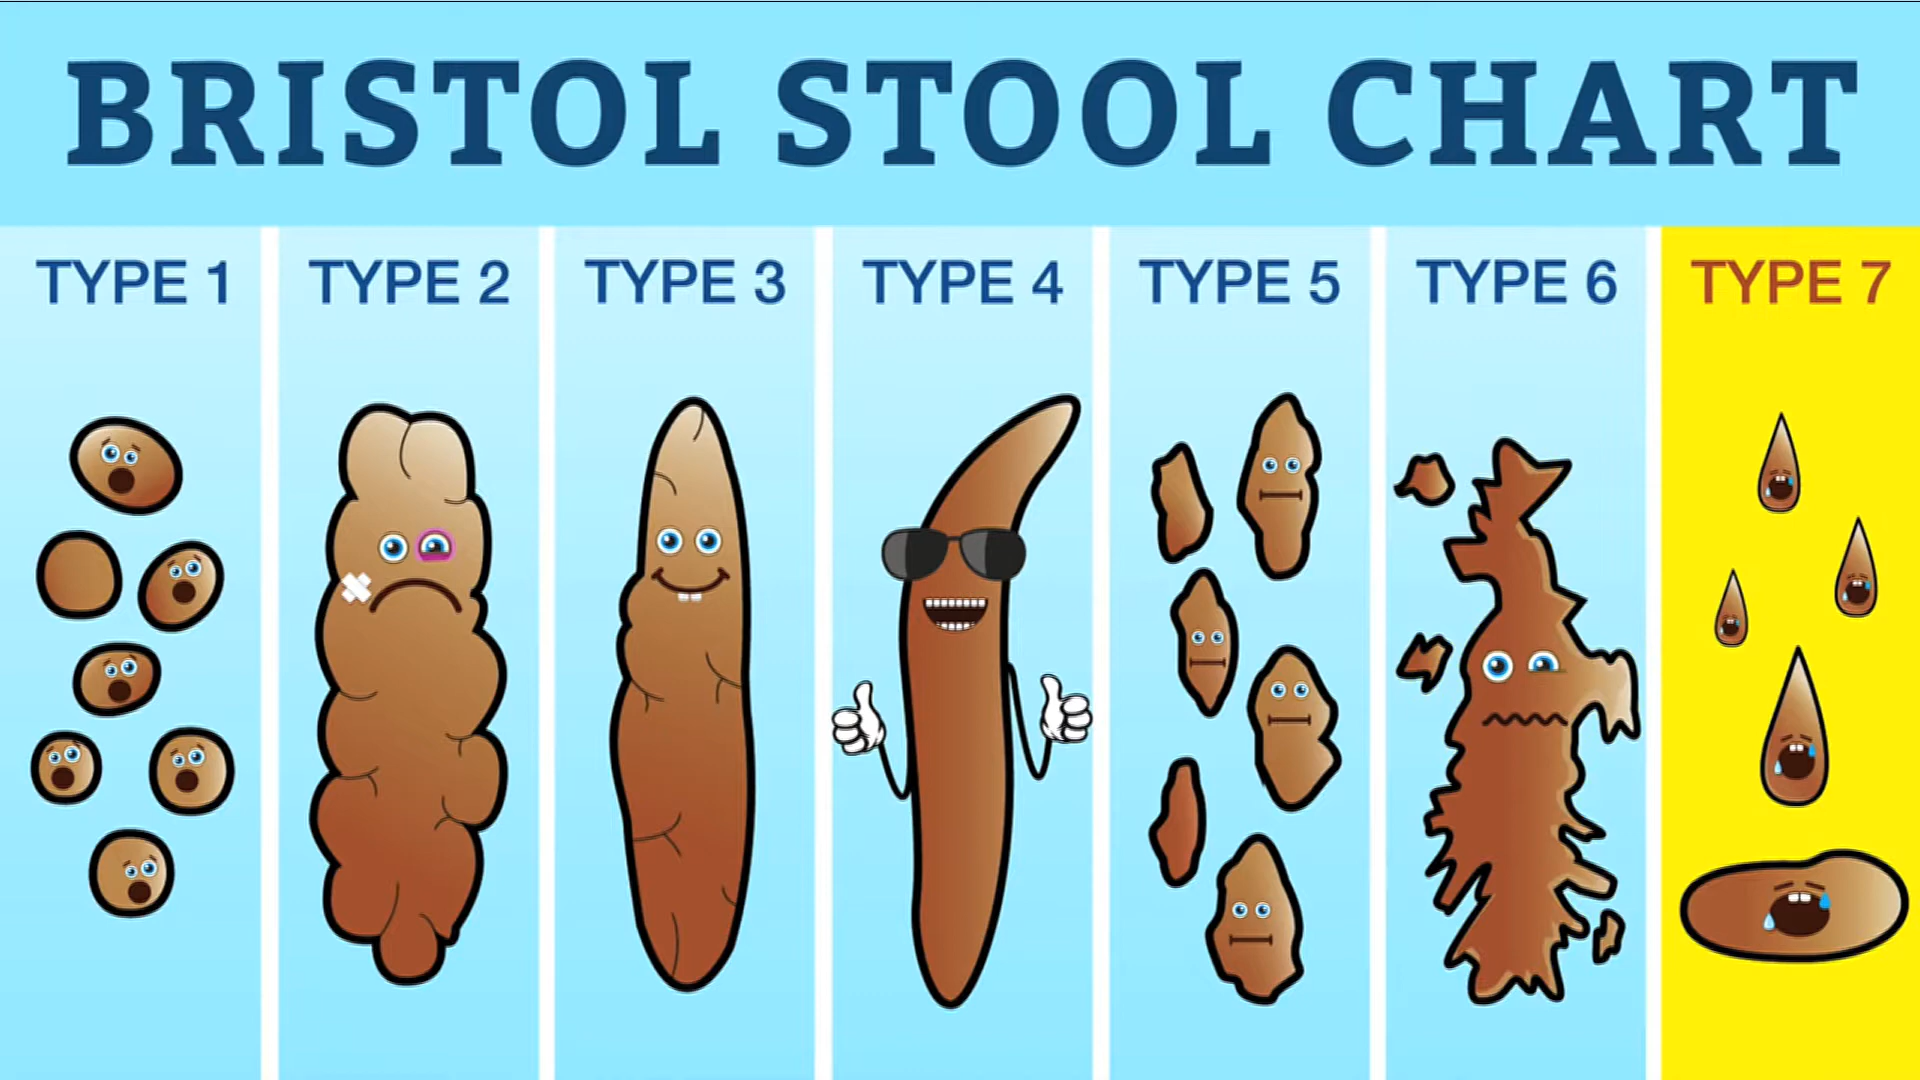 BRISTOL STOOL CHART
TYPE 1
TYPE 2
TYPE 3
TYPE 4
TYPE 5
TYPE 6
TYPE 7